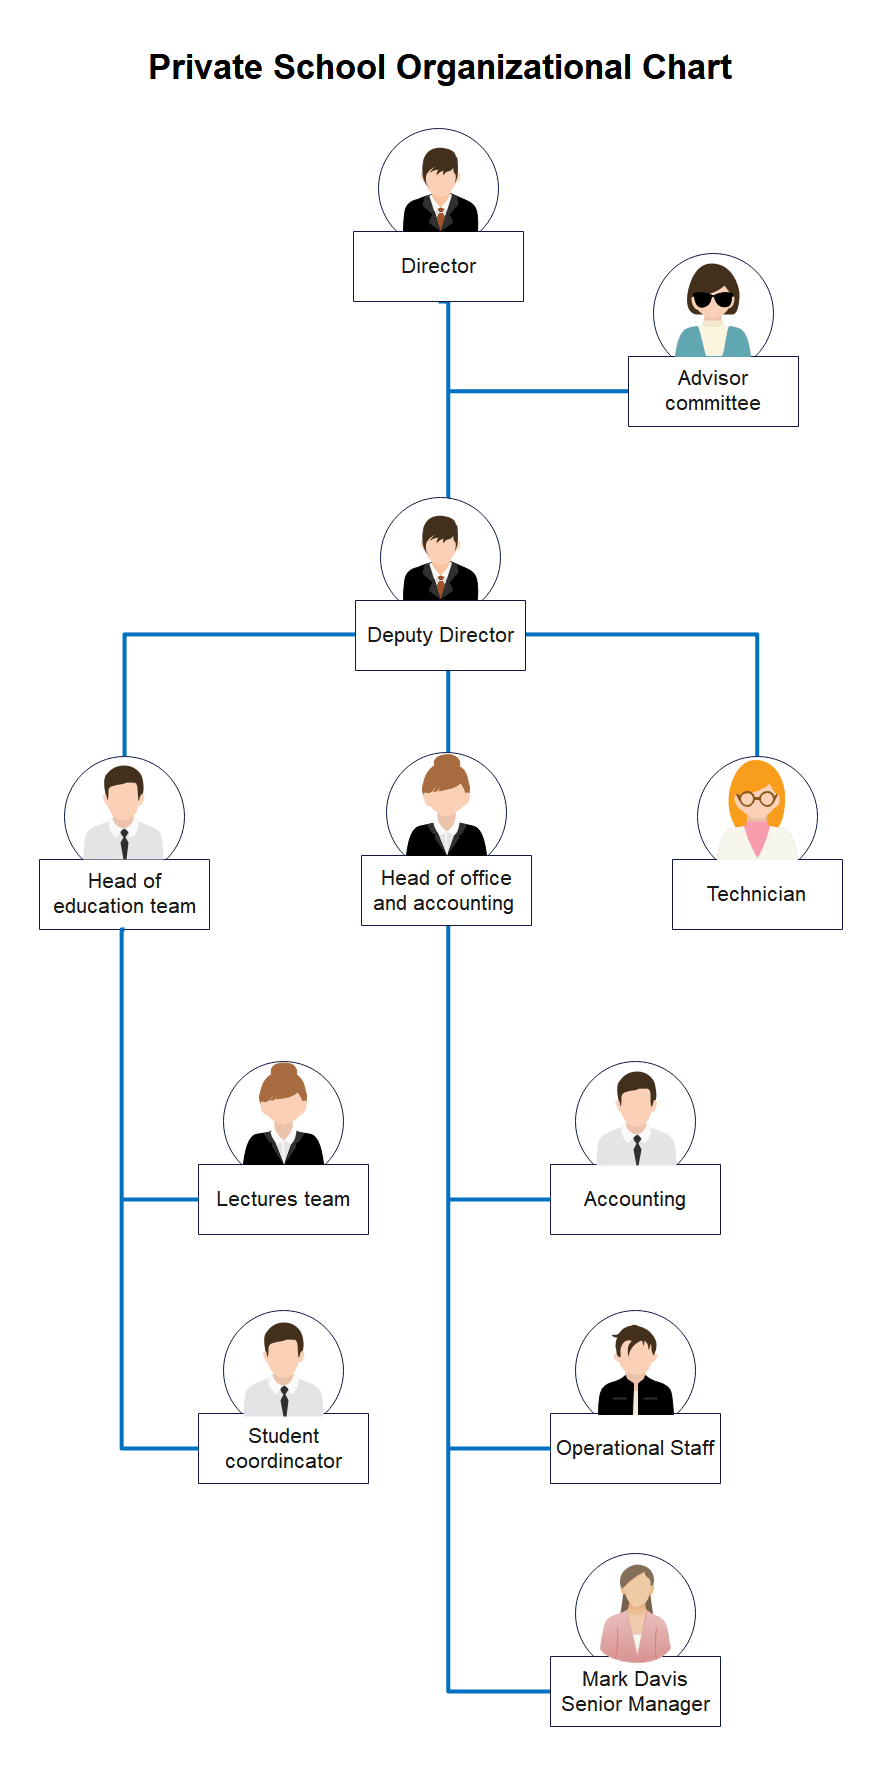 Private School Organizational Chart
Director
Advisor
committee
Deputy Director
Head of
education team
Head of office
and accounting
Technician
Lectures team
Accounting
Student
coordincator
Operational Staff
Mark Davis
Senior Manager